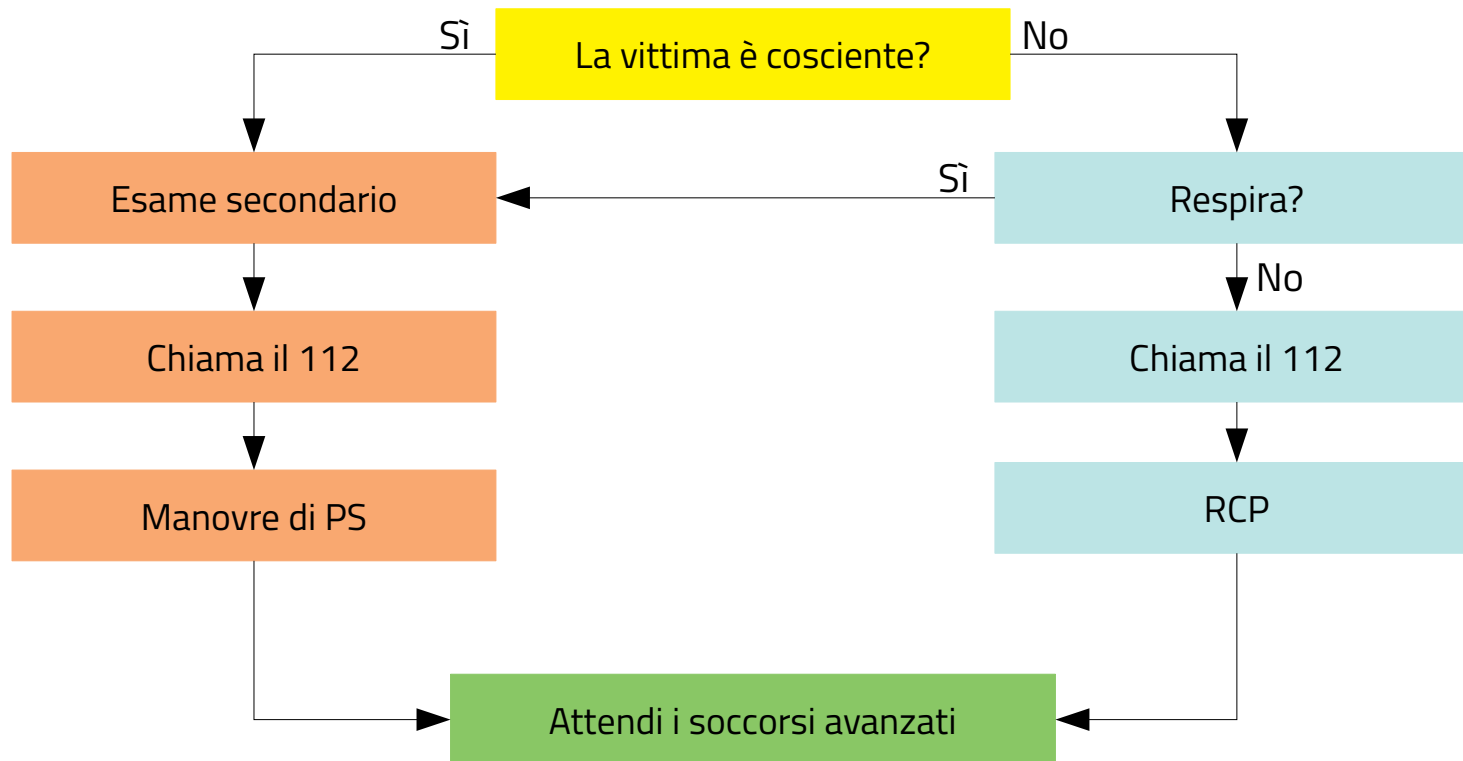 Sì
La vittima è cosciente?
No
Esame secondario
Sì
Respira?
No
Chiama il 112
Chiama il 112
Manovre di PS
RCP
Attendi i soccorsi avanzati